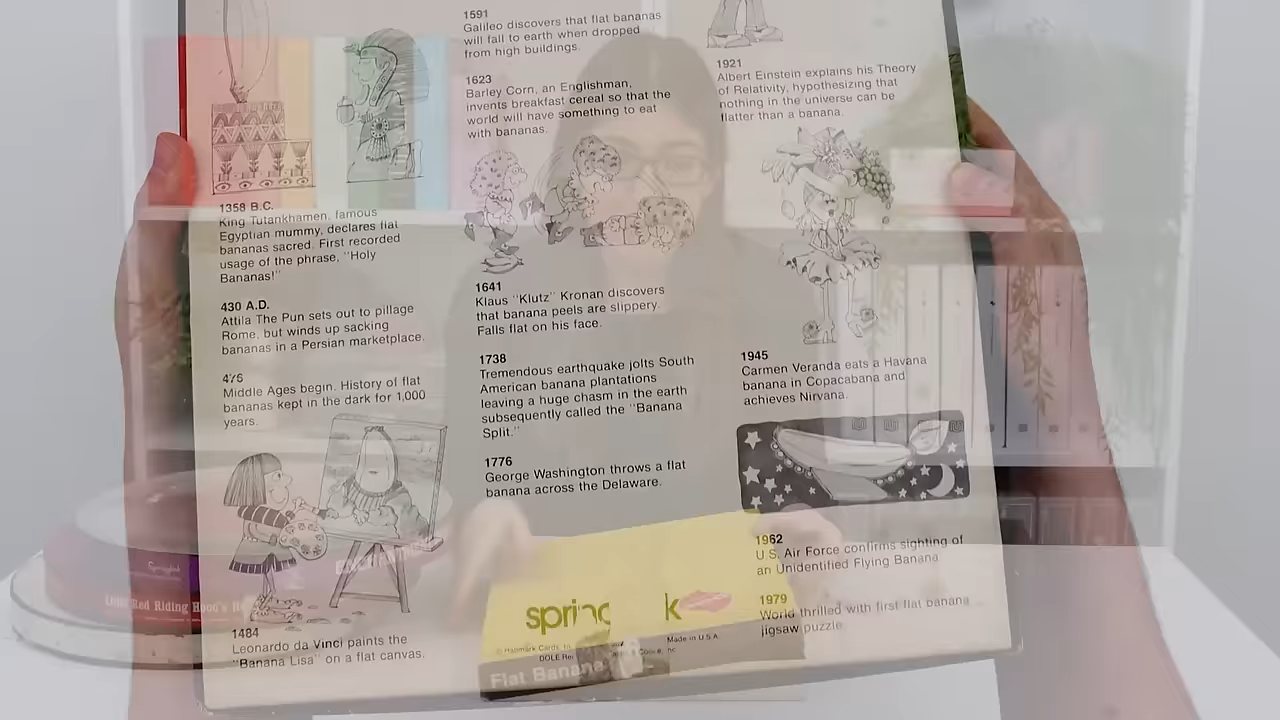 1358 B.C.
King Tutankhamen, famous
Egyptian mummy, declares flat
bananas sacred. First recorded
usage of the phrase, "Holy
Bananas!"
430 A.D.
Attila The Pun sets out to pillage
Rome, but winds up sacking
bananas in a Persian marketplace.
476
Middle Ages begin. History of flat
bananas kept in the dark for 1,000
years.
1484
Leonardo da Vinci paints the
"Banana Lisa" on a flat canvas.
1591
Galileo discovers that flat bananas
will fall to earth when dropped
from high buildings.
1623
Barley Corn, an Englishman,
invents breakfast cereal so that the
world will have something to eat
with bananas.
1641
Klaus "Klutz" Kronan discovers
that banana peels are slippery.
Falls flat on his face.
1738
Tremendous earthquake jolts South
American banana plantations
leaving a huge chasm in the earth
subsequently called the "Banana
Split."
1776
George Washington throws a flat
banana across the Delaware.
1921
Albert Einstein explains his Theory
of Relativity, hypothesizing that
nothing in the universe can be
flatter than a banana.
1945
Carmen Veranda eats a Havana
banana in Copacabana and
achieves Nirvana.
1962
U.S. Air Force confirms sighting of
an Unidentified Flying Banana.
1979
World thrilled with first flat banana
jigsaw puzzle.
Springbok
Little Red Riding Hood's
spring k
© Hallmark Cards, In
Made in U.S.A.
DOLE
Flat Banana